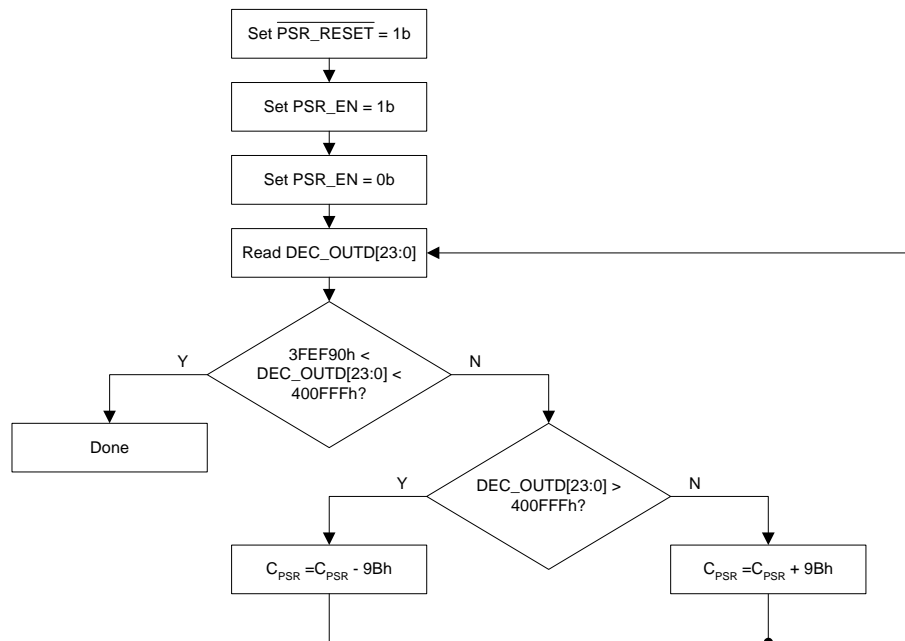 Set PSR_RESET = 1b
Set PSR_EN = 1b
Set PSR_EN = 0b
Read DEC_OUTD[23:0]
3FEF90h <
DEC_OUTD[23:0] <
400FFFh?
Y
N
Done
DEC_OUTD[23:0] >
400FFFh?
Y
N
CPSR =CPSR - 9Bh
CPSR =CPSR + 9Bh